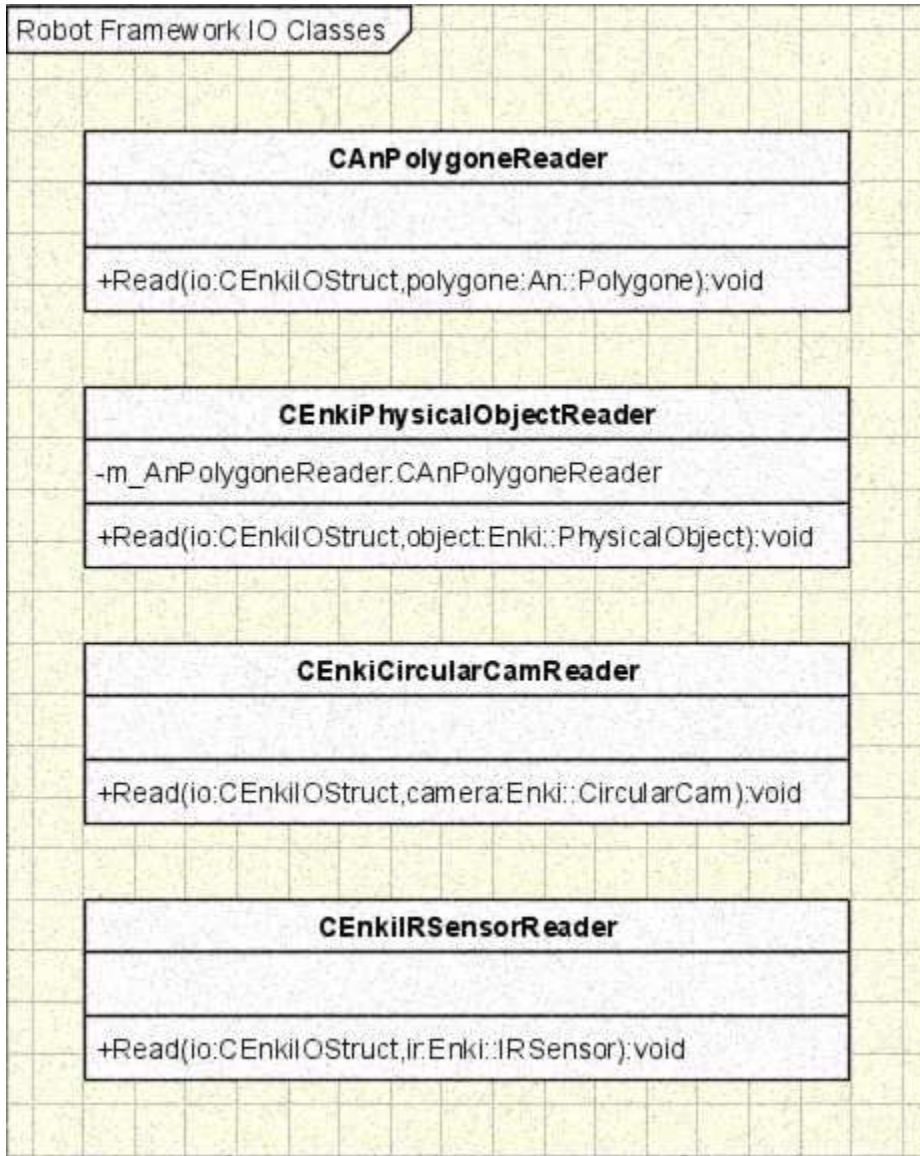 Robot Framework IO Classes
CAnPolygoneReader
+Read(io:CEnkiIOStruct,polygone:An::Polygone):void
CEnkiPhysicalObjectReader
-m_AnPolygoneReader:CAnPolygoneReader
+Read(io:CEnkiIOStruct,object:Enki::PhysicalObject):void
CEnkiCircularCamReader
+Read(io:CEnkiIOStruct,camera:Enki::CircularCam):void
CEnkiIRSensorReader
+Read(io:CEnkiIOStruct,ir:Enki::IRSensor):void